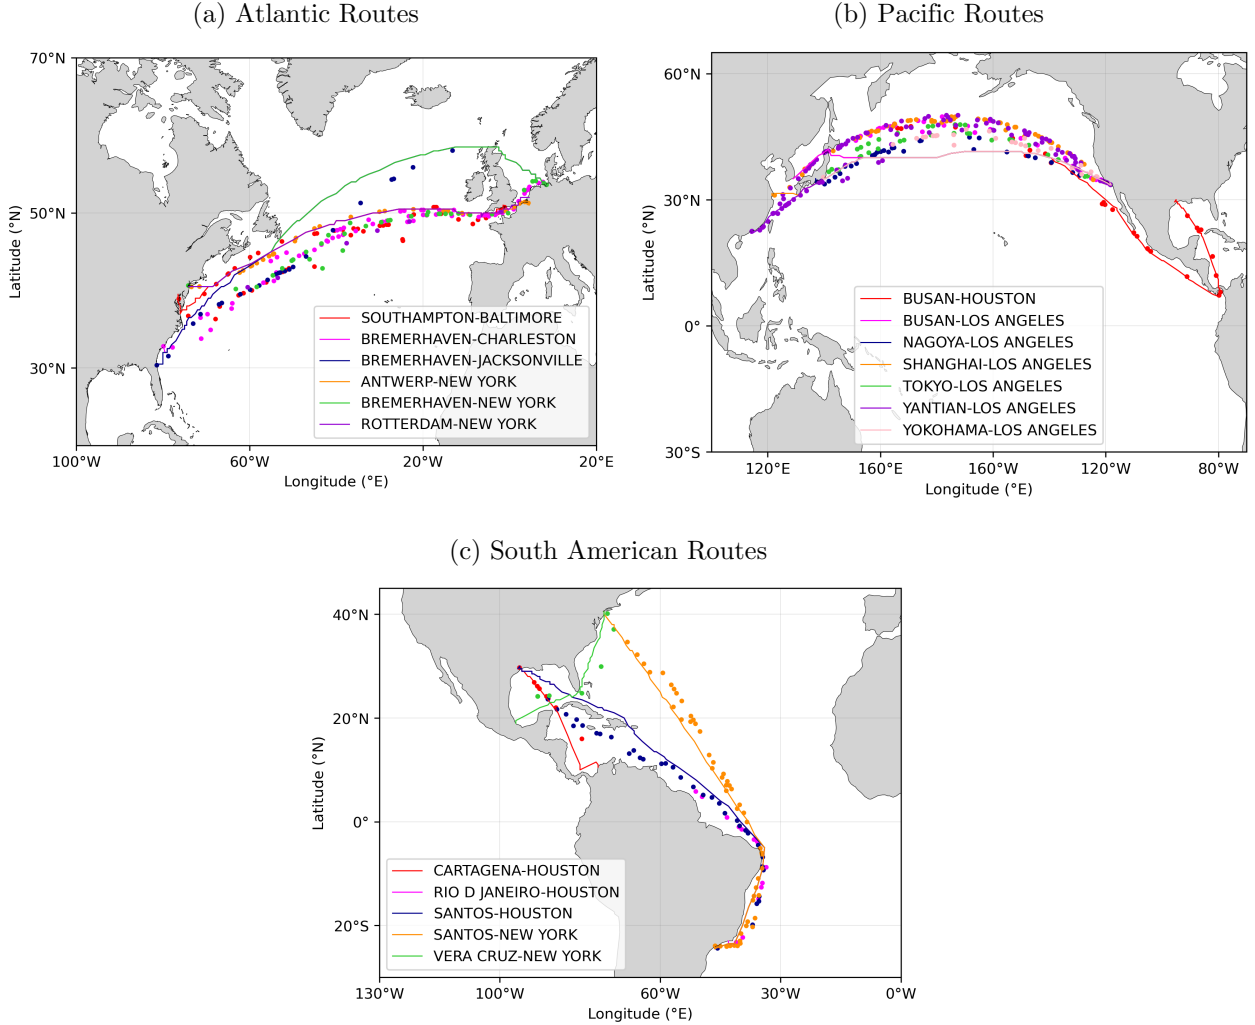 (a) Atlantic Routes
70°N
50°N
30°N
Latitude (°N)
100°W
60°W
20°W
20°E
Longitude (°E)
SOUTHAMPTON-BALTIMORE
BREMERHAVEN-CHARLESTON
BREMERHAVEN-JACKSONVILLE
ANTWERP-NEW YORK
BREMERHAVEN-NEW YORK
ROTTERDAM-NEW YORK
(b) Pacific Routes
60°N
30°N
0°
30°S
Latitude (°N)
120°E
160°E
160°W
120°W
80°W
Longitude (°E)
BUSAN-HOUSTON
BUSAN-LOS ANGELES
NAGOYA-LOS ANGELES
SHANGHAI-LOS ANGELES
TOKYO-LOS ANGELES
YANTIAN-LOS ANGELES
YOKOHAMA-LOS ANGELES
(c) South American Routes
40°N
20°N
0°
20°S
Latitude (°N)
130°W
100°W
60°W
30°W
0°W
Longitude (°E)
CARTAGENA-HOUSTON
RIO D JANEIRO-HOUSTON
SANTOS-HOUSTON
SANTOS-NEW YORK
VERA CRUZ-NEW YORK